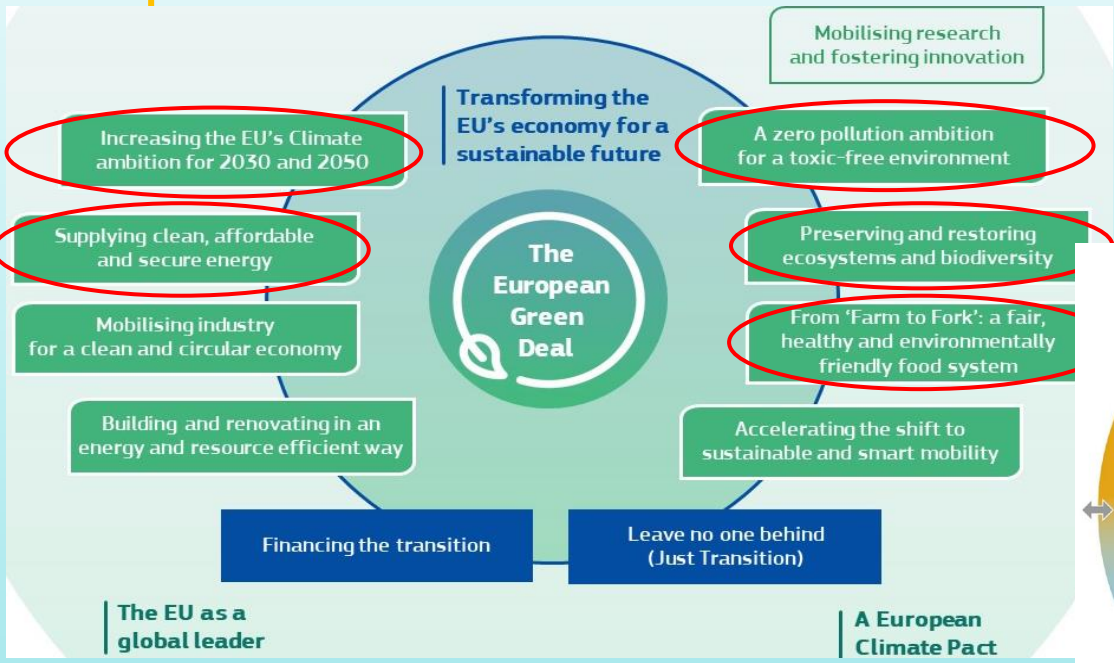 Mobilising research
and fostering innovation
Transforming the
EU's economy for a
sustainable future
Increasing the EU's Climate
ambition for 2030 and 2050
A zero pollution ambition
for a toxic-free environment
Supplying clean, affordable
and secure energy
Preserving and restoring
ecosystems and biodiversity
The
European
Green
Deal
Mobilising industry
for a clean and circular economy
From ‘Farm to Fork’: a fair,
healthy and environmentally
friendly food system
Building and renovating in an
energy and resource efficient way
Accelerating the shift to
sustainable and smart mobility
Financing the transition
Leave no one behind
(Just Transition)
The EU as a
global leader
A European
Climate Pact